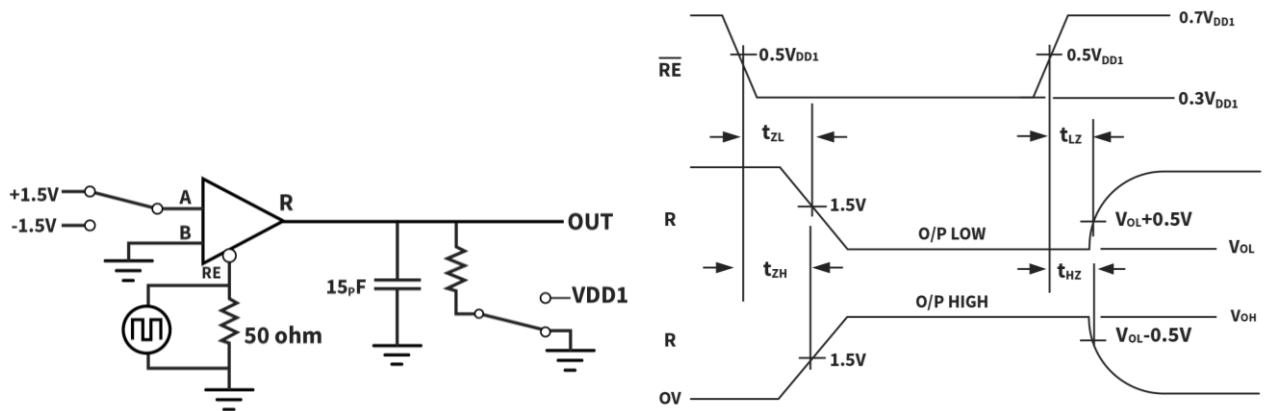 +1.5V
-1.5V
A
B
R
RE
OUT
15pF
VDD1
50 ohm
RE
0.5VDD1
0.7VDD1
0.5VDD1
0.3VDD1
tZL
tLZ
R
1.5V
O/P LOW
VOL+0.5V
VOL
tZH
tHZ
O/P HIGH
VOH
R
1.5V
VOL-0.5V
OV